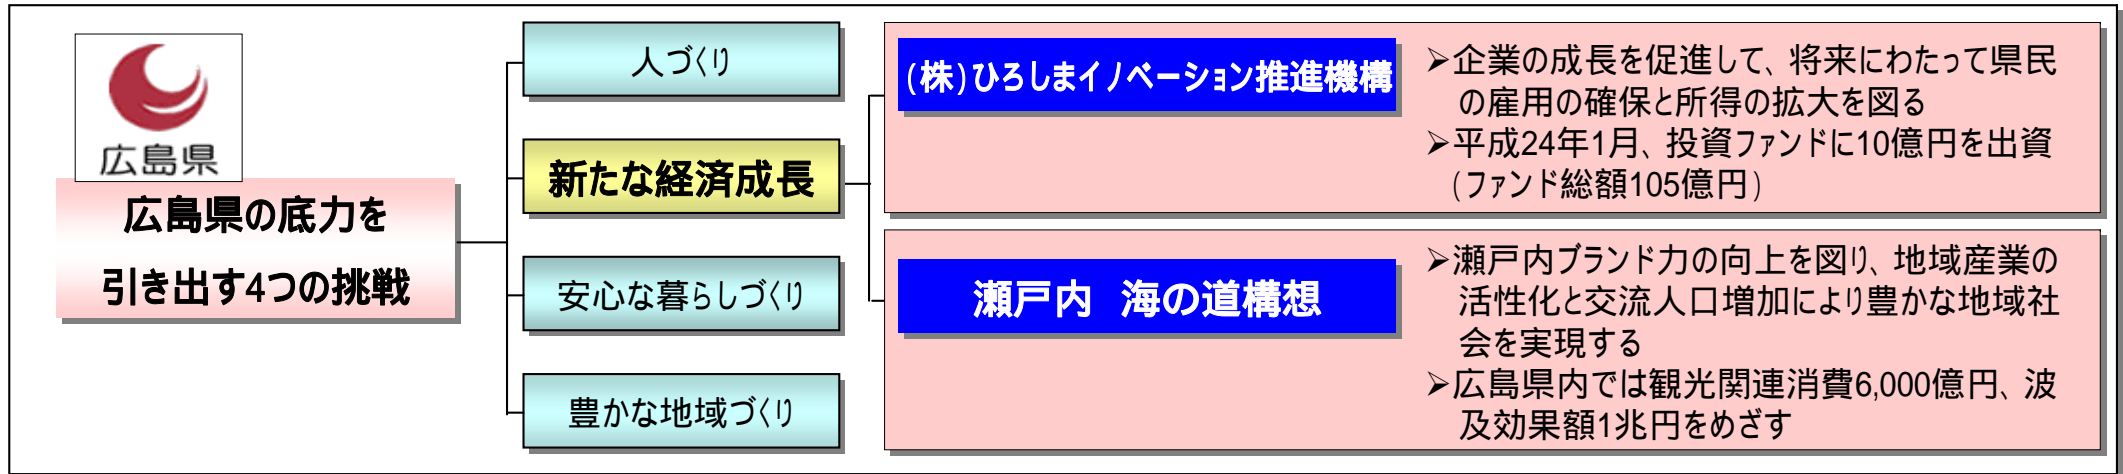 広島県
広島県の底力を
引き出す4つの挑戦
人づくり
新たな経済成長
安心な暮らしづくり
豊かな地域づくり
(株)ひろしまイノベーション推進機構
➢企業の成長を促進して、将来にわたって県民
の雇用の確保と所得の拡大を図る
➢平成24年1月、投資ファンドに10億円を出資
(ファンド総額105億円)
瀬戸内 海の道構想
➢瀬戸内ブランド力の向上を図り、地域産業の
活性化と交流人口増加により豊かな地域社
会を実現する
➢広島県内では観光関連消費6,000億円、波
及効果額1兆円をめざす